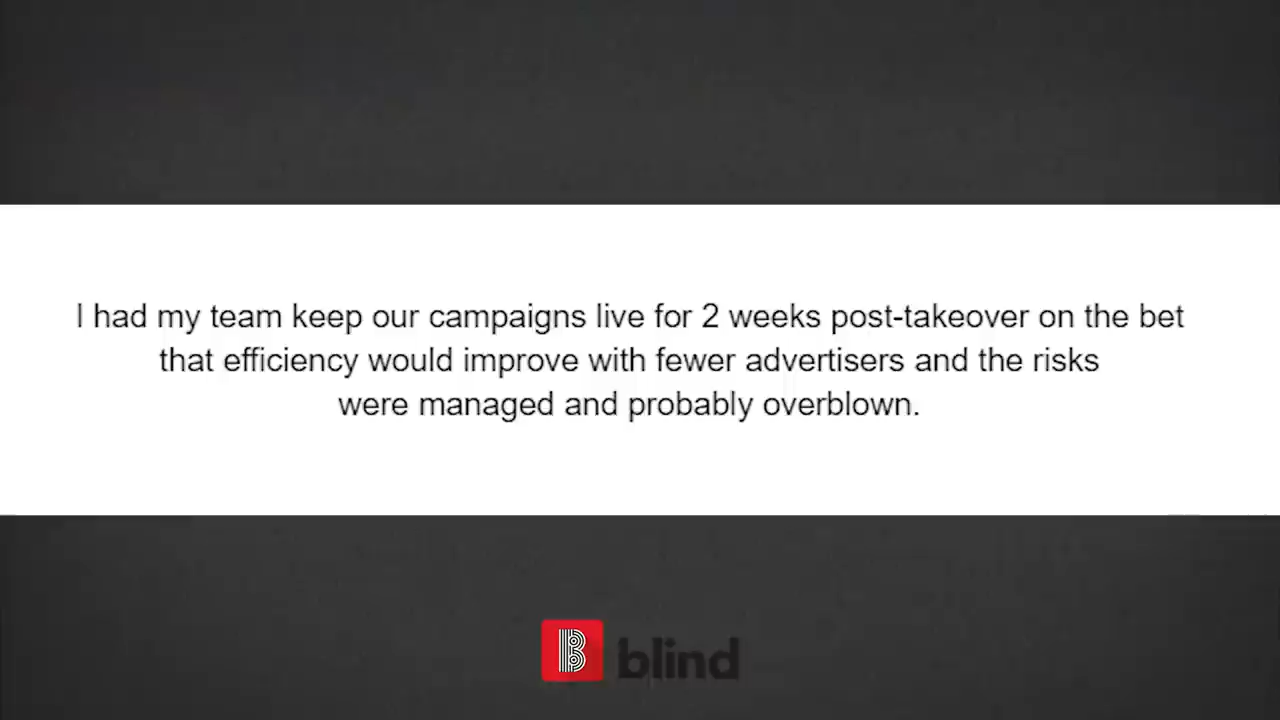 I had my team keep our campaigns live for 2 weeks post-takeover on the bet
that efficiency would improve with fewer advertisers and the risks
were managed and probably overblown.
B blind